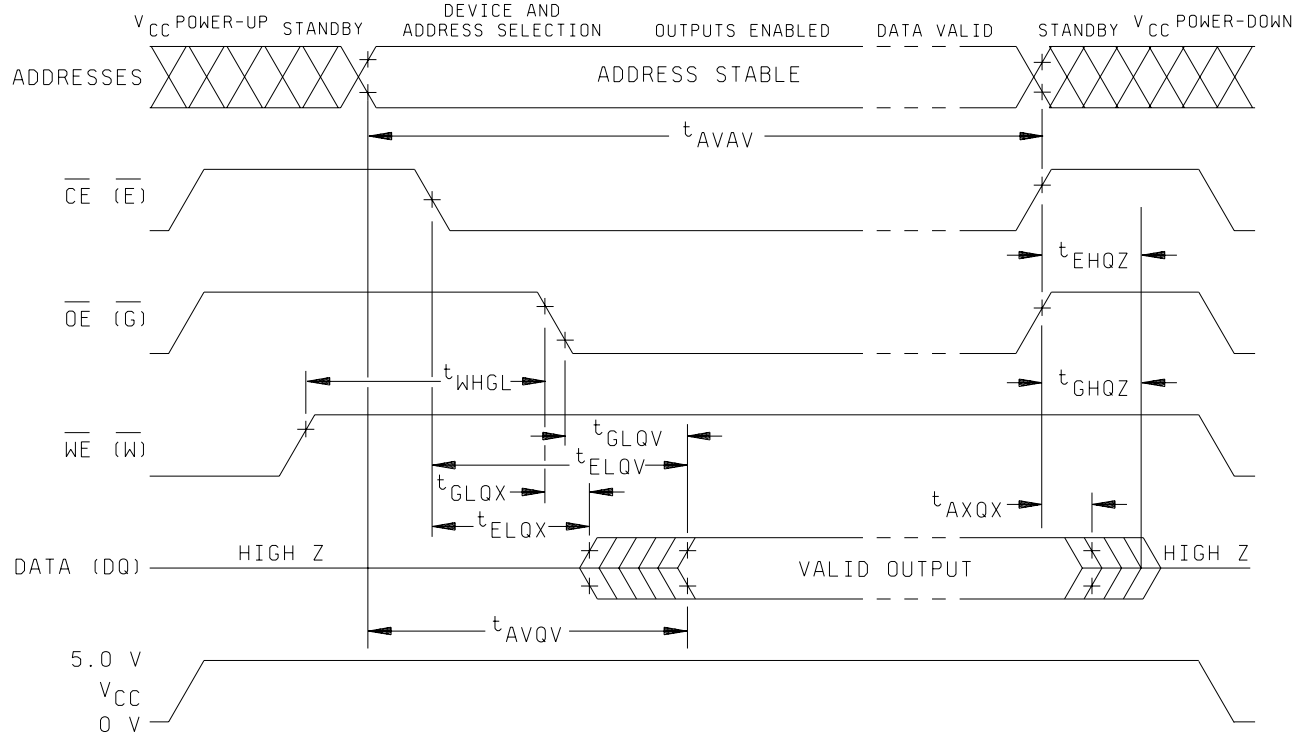 VCC POWER-UP STANDBY DEVICE AND ADDRESS SELECTION OUTPUTS ENABLED DATA VALID STANDBY VCC POWER-DOWN
ADDRESSES ADDRESS STABLE
tAVAV
CE (E)
tEHQZ
OE (G)
tWHGL tGHQZ
WE (W)
tGLQV
tELQV
tGLQX tAXQX
tELQX
DATA (DQ) HIGH Z VALID OUTPUT HIGH Z
tAVQV
5.0 V
VCC
0 V